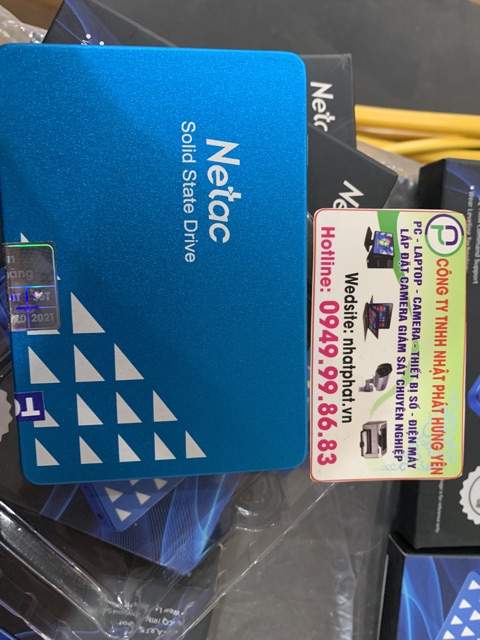 Netac
Solid State Drive
2021
Netac
CÔNG TY TNHH NHẬT PHÁT HƯNG YÊN
PC - LAPTOP - CAMERA - THIẾT BỊ SỐ - ĐIỆN MÁY
LẮP ĐẶT CAMERA GIÁM SÁT CHUYÊN NGHIỆP
Wedsite: nhatphat.vn
Hotline: 0949.99.86.83